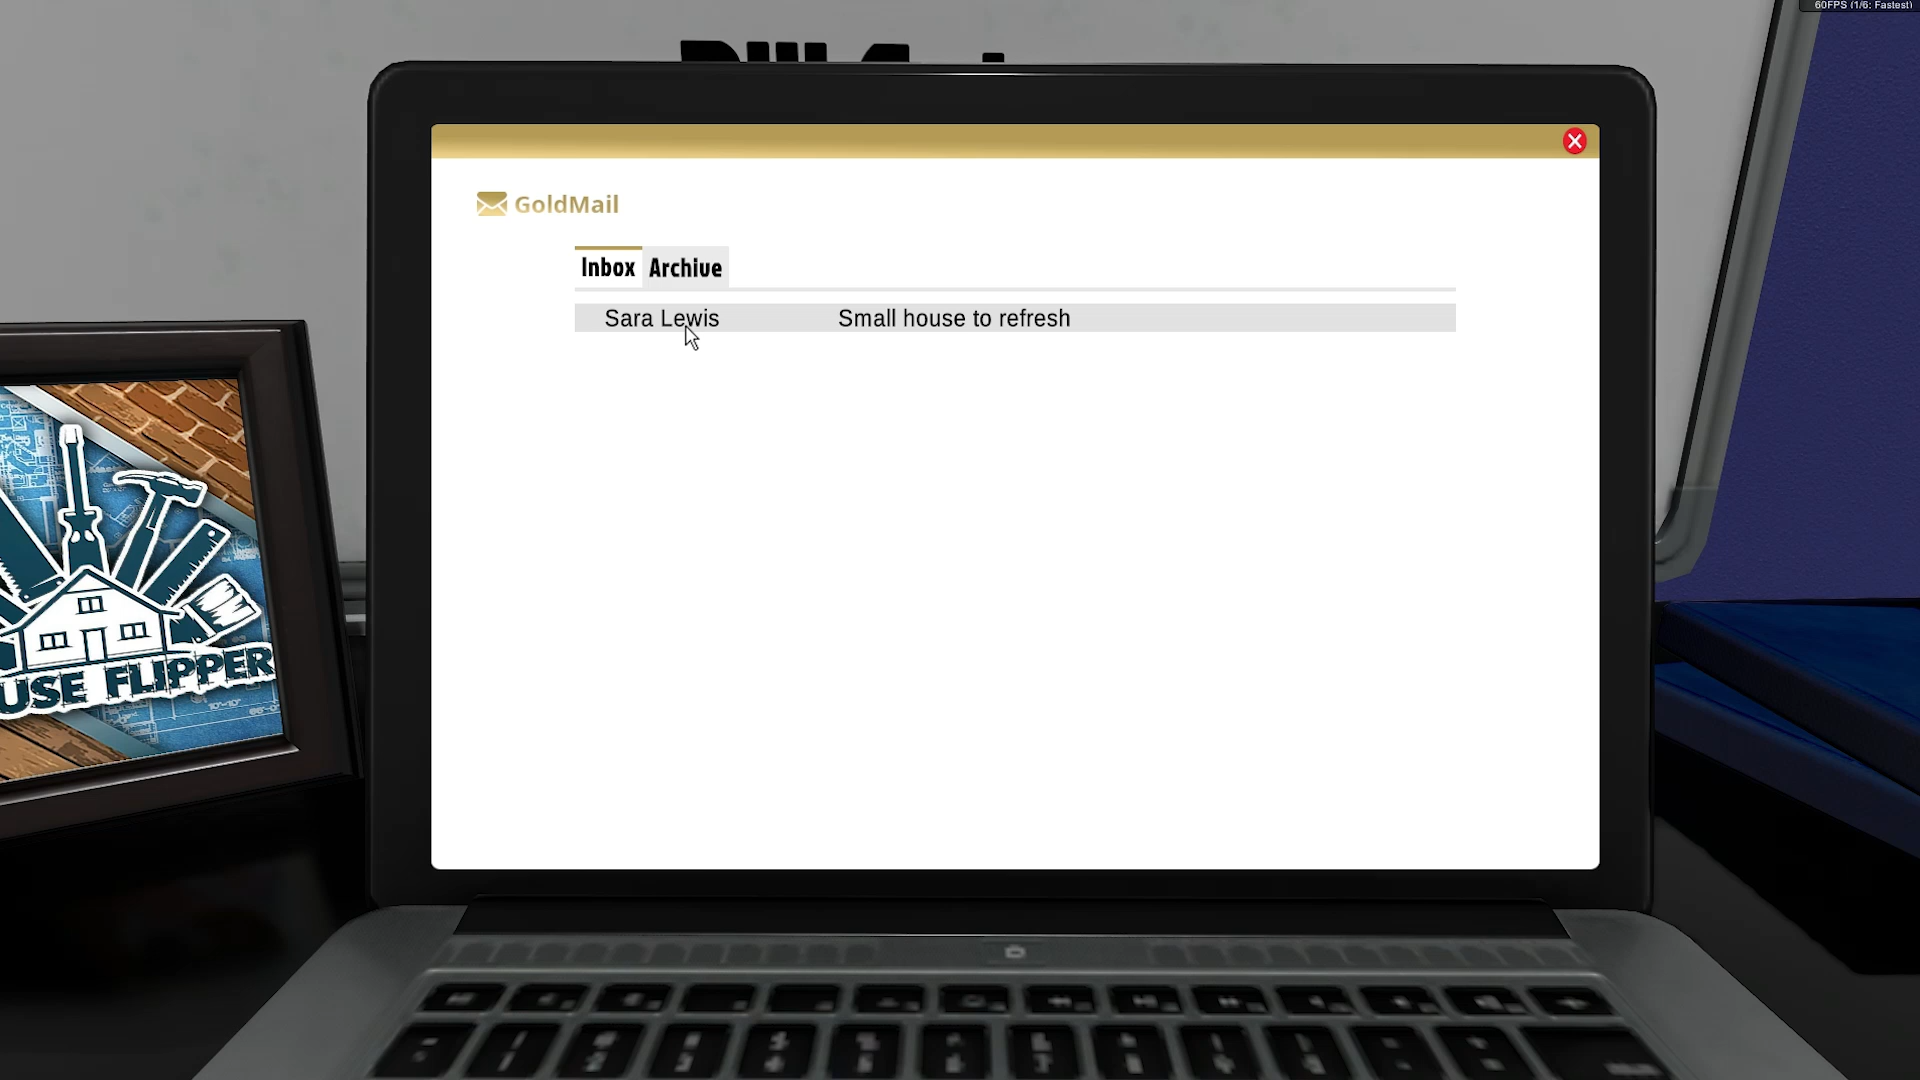 60FPS (1/6: Fastest)
GoldMail
Inbox Archive
Sara Lewis Small house to refresh
USE FLIPPER